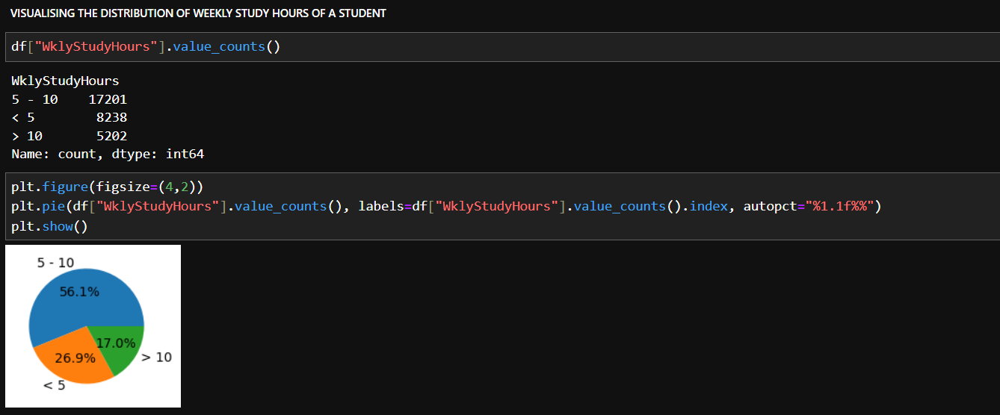 VISUALISING THE DISTRIBUTION OF WEEKLY STUDY HOURS OF A STUDENT
df["WklyStudyHours"].value_counts()
WklyStudyHours
5 - 10    17201
< 5        8238
> 10       5202
Name: count, dtype: int64
plt.figure(figsize=(4,2))
plt.pie(df["WklyStudyHours"].value_counts(), labels=df["WklyStudyHours"].value_counts().index, autopct="%1.1f%%")
plt.show()
5 - 10
56.1%
17.0%
26.9%
> 10
< 5